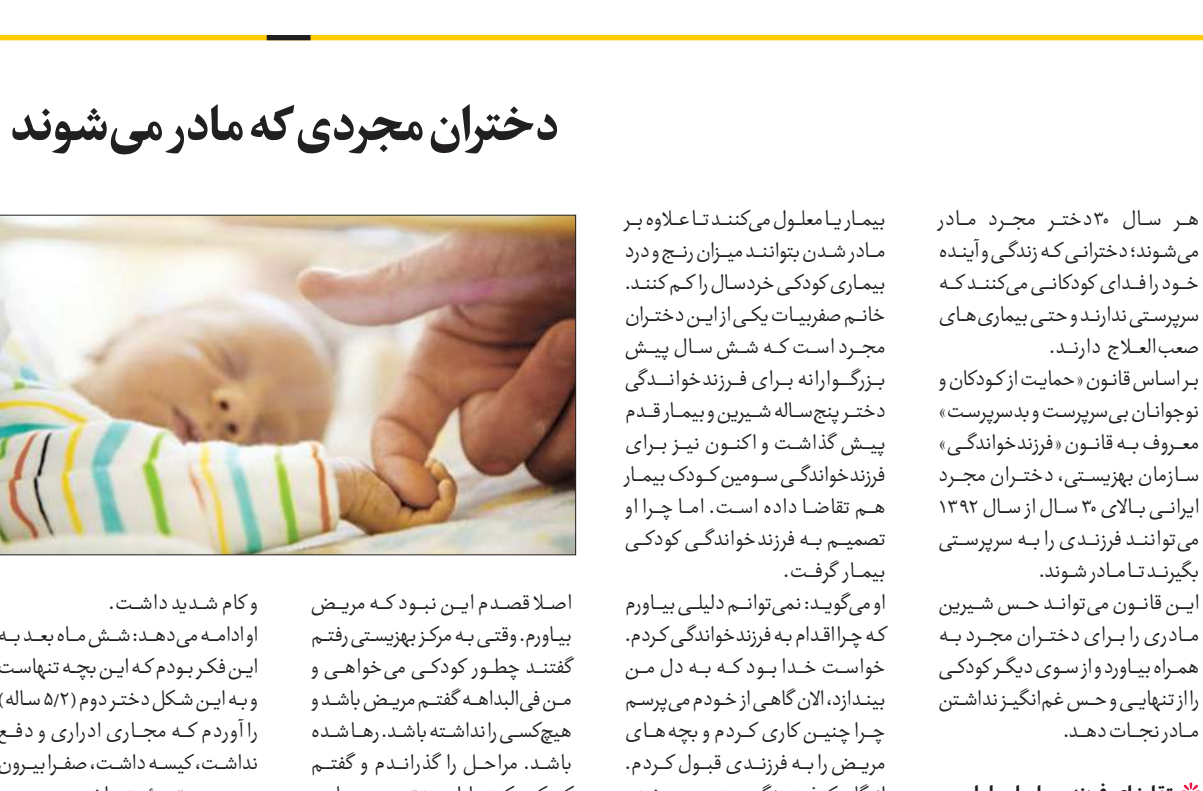 دختران مجردی که مادر می‌شوند
هر سال ۳۰دختر مجرد مادر
می‌شوند؛ دخترانی که زندگی و آینده
خود را فدای کودکانی می‌کنند که
سرپرستی ندارند و حتی بیماری‌های
صعب‌العلاج دارند.
بر اساس قانون «حمایت از کودکان و
نوجوانان بی‌سرپرست و بدسرپرست»
معروف به قانون «فرزندخواندگی»
سازمان بهزیستی، دختران مجرد
ایرانی بالای ۳۰ سال از سال ۱۳۹۲
می‌توانند فرزندی را به سرپرستی
بگیرند تا مادر شوند.
این قانون می‌تواند حس شیرین
مادری را برای دختران مجرد به
همراه بیاورد و از سوی دیگر کودکی
را از تنهایی و حس غم‌انگیز نداشتن
مادر نجات دهد.
بیمار یا معلول می‌کنند تا علاوه بر
مادر شدن بتوانند میزان رنج و درد
بیماری کودکی خردسال را کم کنند.
خانم صفربیات یکی از این دختران
مجرد است که شش سال پیش
بزرگوارانه برای فرزندخواندگی
دختر پنج‌ساله شیرین و بیمار قدم
پیش گذاشت و اکنون نیز برای
فرزندخواندگی سومین کودک بیمار
هم تقاضا داده است. اما چرا او
تصمیم به فرزندخواندگی کودکی
بیمار گرفت.
او می‌گوید: نمی‌توانم دلیلی بیاورم
که چرا اقدام به فرزندخواندگی کردم.
خواست خدا بود که به دل من
بیندازد، الان گاهی از خودم می‌پرسم
چرا چنین کاری کردم و بچه‌های
مریض را به فرزندی قبول کردم.
اصلا قصدم این نبود که مریض
بیاورم. وقتی به مرکز بهزیستی رفتم
گفتند چطور کودکی می‌خواهی و
من فی‌البداهه گفتم مریض باشد و
هیچ‌کسی را نداشته باشد. رها شده
باشد. مراحل را گذراندم و گفتم
و کام شدید داشت.
او ادامه می‌دهد: شش ماه بعد به
این فکر بودم که این بچه تنهاست
و به این شکل دختر دوم (۵/۲ ساله)
را آوردم که مجاری ادراری و دفع
نداشت، کیسه داشت، صفرا بیرون